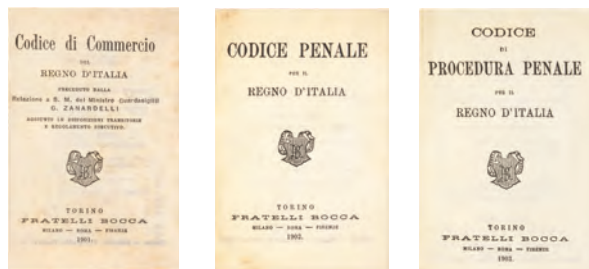 Codice di Commercio
DEL
REGNO D'ITALIA
PRECEDUTO DALLA
Relazione a S. M. del Ministro Guardasigilli
G. ZANARDELLI
AGGIUNTE LE DISPOSIZIONI TRANSITORIE
E REGOLAMENTO ESECUTIVO.
TORINO
FRATELLI BOCCA
MILANO — ROMA — FIRENZE
1901.
CODICE PENALE
PER IL
REGNO D'ITALIA
TORINO
FRATELLI BOCCA
MILANO — ROMA — FIRENZE
1902.
CODICE
DI
PROCEDURA PENALE
PER IL
REGNO D'ITALIA
TORINO
FRATELLI BOCCA
MILANO — ROMA — FIRENZE
1902.